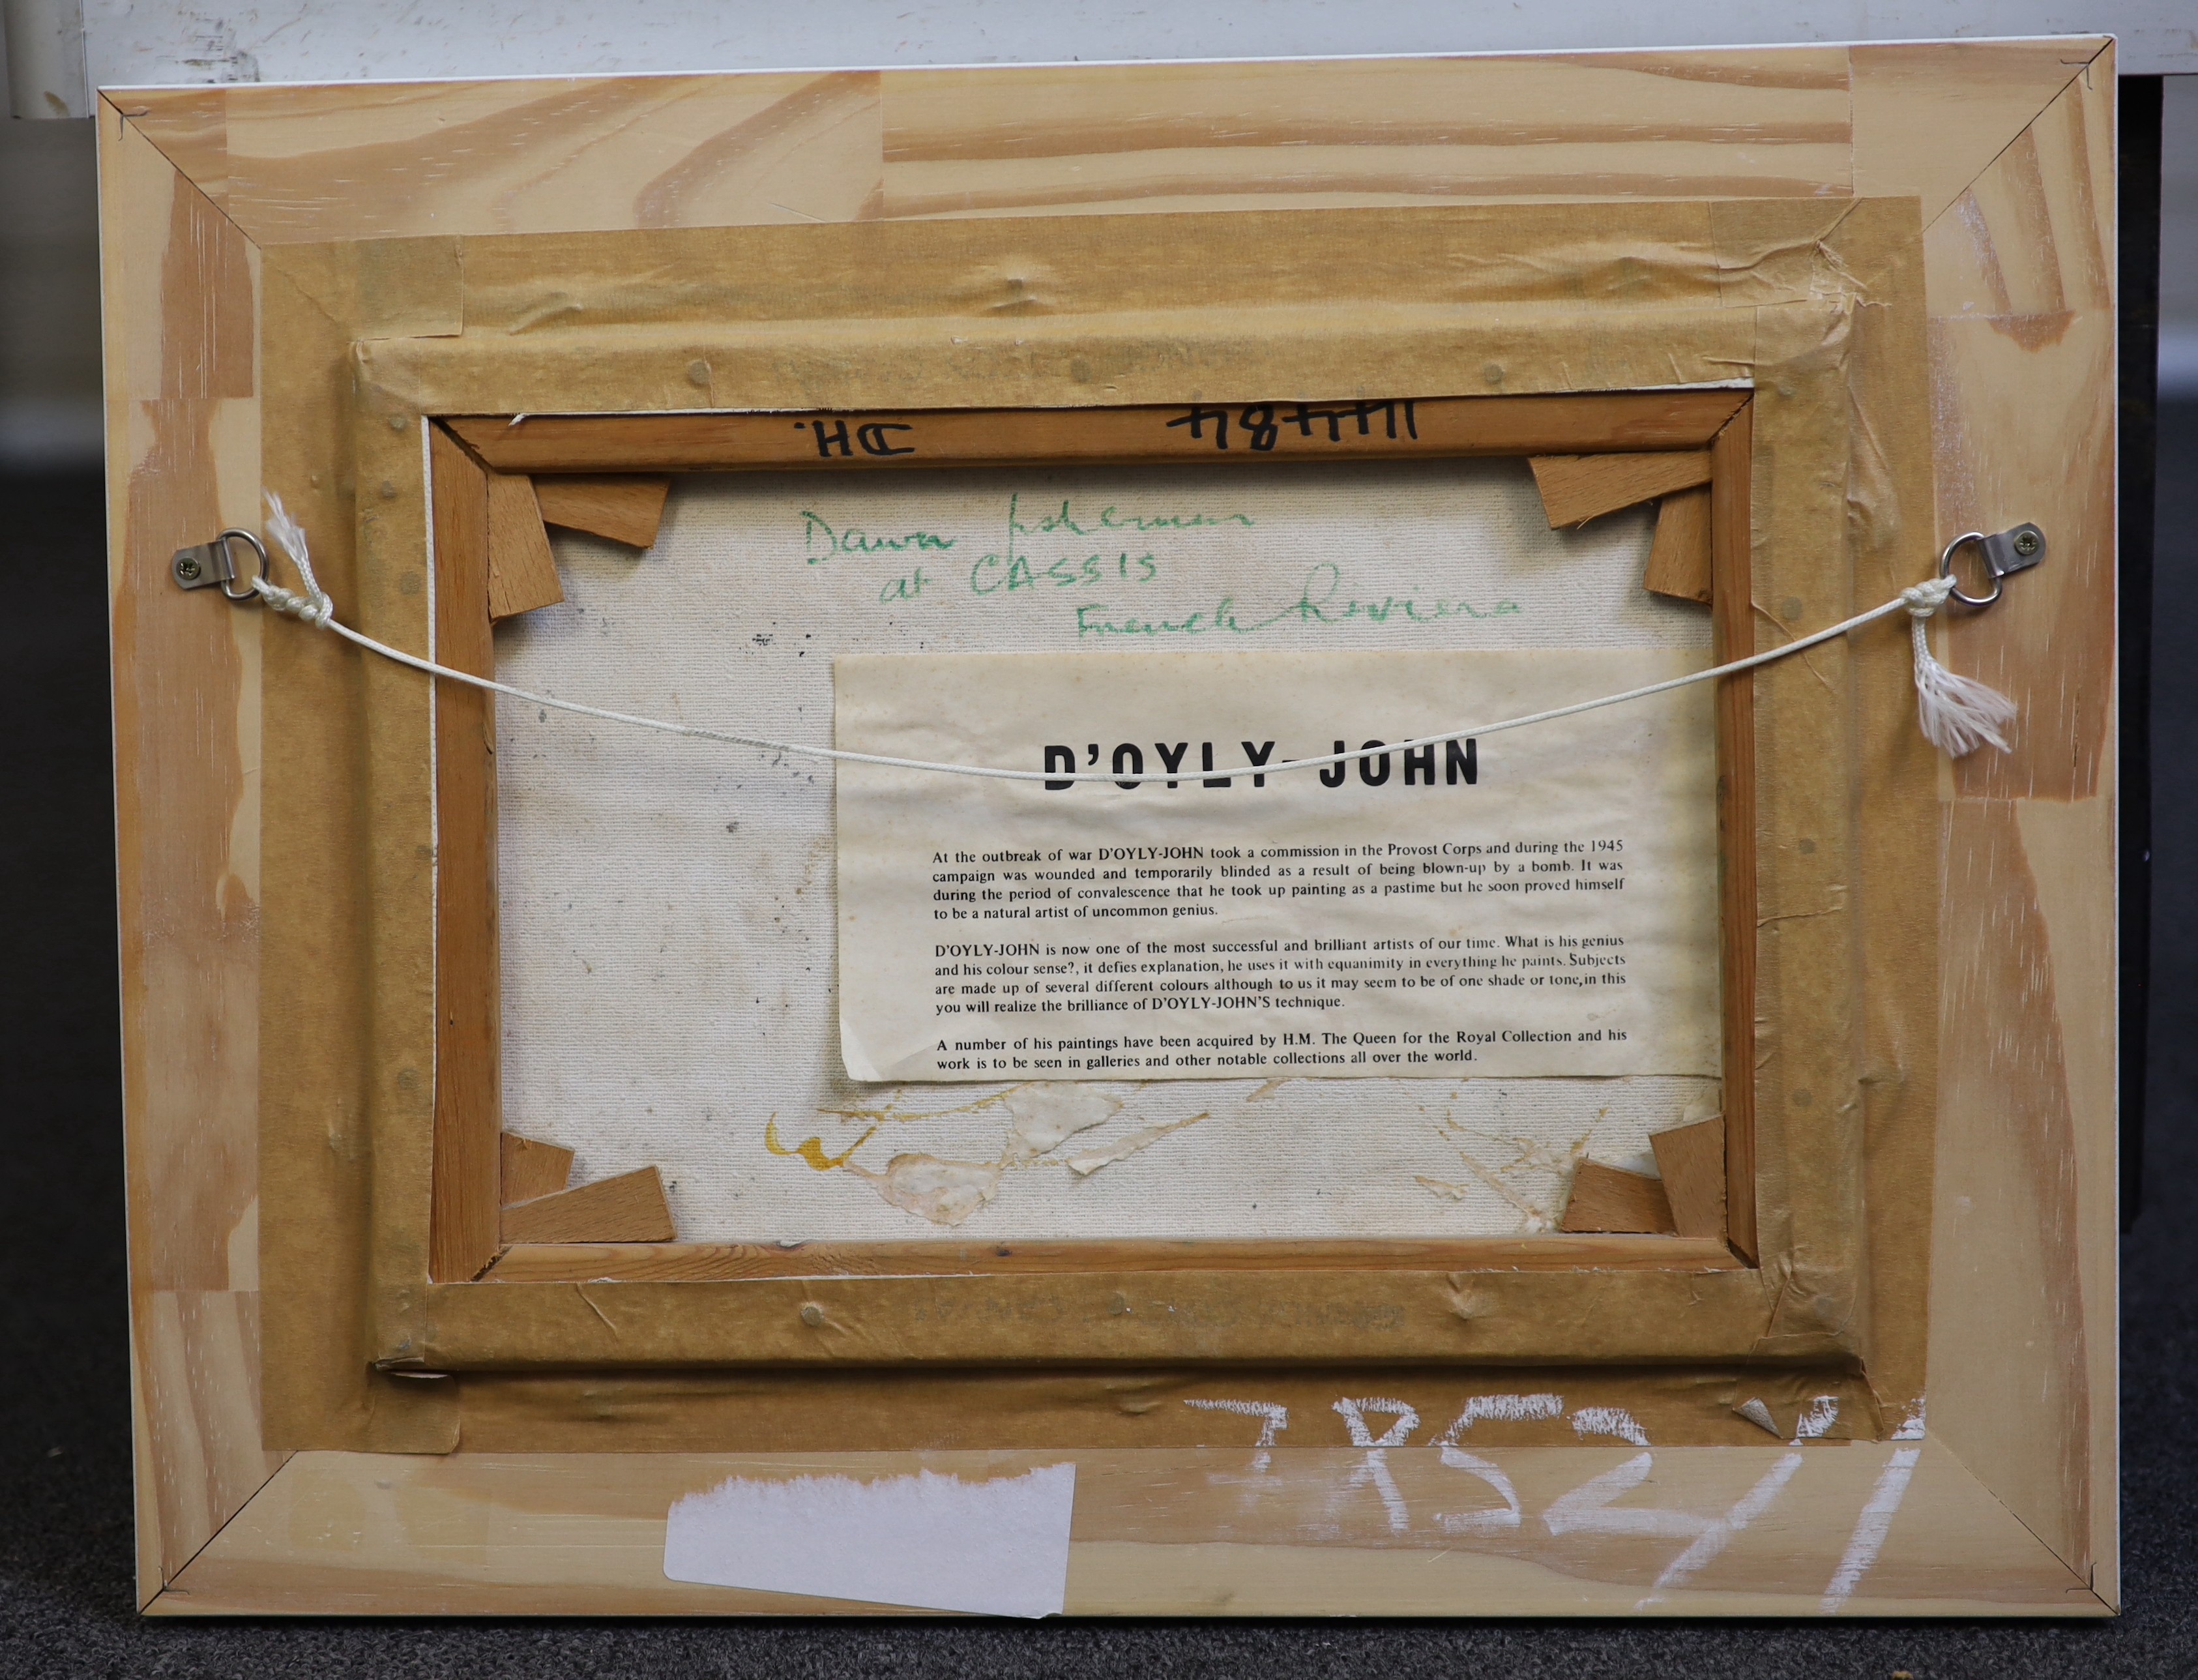 DH. 144484
Dawn fisherman
at CASSIS
French Riviera
D'OYLY-JOHN
At the outbreak of war D'OYLY-JOHN took a commission in the Provost Corps and during the 1945
campaign was wounded and temporarily blinded as a result of being blown-up by a bomb. It was
during the period of convalescence that he took up painting as a pastime but he soon proved himself
to be a natural artist of uncommon genius.
D'OYLY-JOHN is now one of the most successful and brilliant artists of our time. What is his genius
and his colour sense?, it defies explanation, he uses it with equanimity in everything he paints. Subjects
are made up of several different colours although to us it may seem to be of one shade or tone, in this
you will realize the brilliance of D'OYLY-JOHN'S technique.
A number of his paintings have been acquired by H.M. The Queen for the Royal Collection and his
work is to be seen in galleries and other notable collections all over the world.